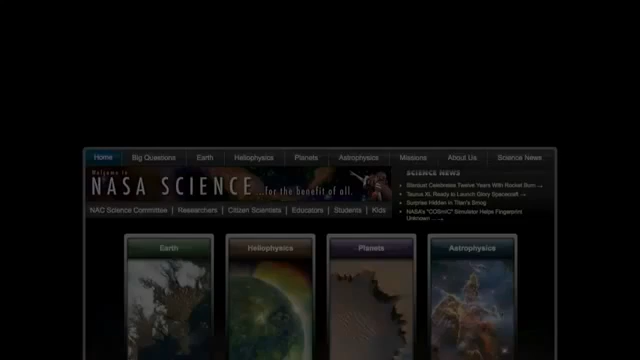 Home Big Questions Earth Heliophysics Planets Astrophysics Missions About Us Science News
Welcome to
NASA SCIENCE ...for the benefit of all.
SCIENCE NEWS
Stardust Celebrates Twelve Years With Rocket Burn →
Taurus XL Ready to Launch Glory Spacecraft →
Surprise Hidden in Titan's Smog
NASA's "COSmIC" Simulator Helps Fingerprint
Unknown ... →
NAC Science Committee | Researchers | Citizen Scientists | Educators | Students | Kids
Earth Heliophysics Planets Astrophysics